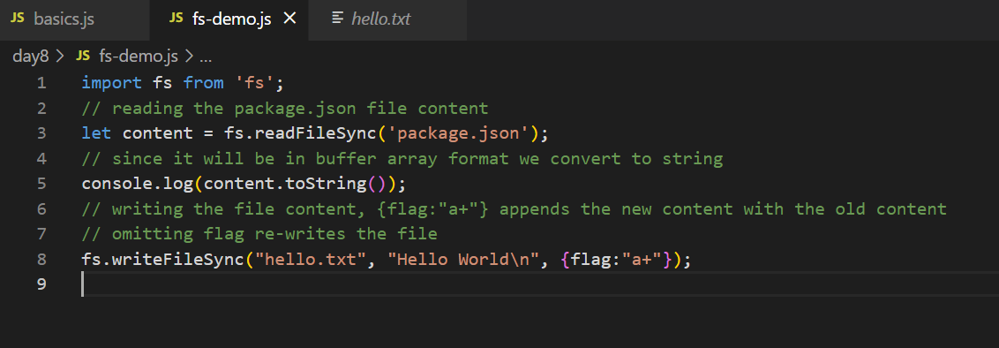 JS basics.js JS fs-demo.js × hello.txt
day8 > JS fs-demo.js > ...
1 import fs from 'fs';
2 // reading the package.json file content
3 let content = fs.readFileSync('package.json');
4 // since it will be in buffer array format we convert to string
5 console.log(content.toString());
6 // writing the file content, {flag:"a+"} appends the new content with the old content
7 // omitting flag re-writes the file
8 fs.writeFileSync("hello.txt", "Hello World\n", {flag:"a+"});
9